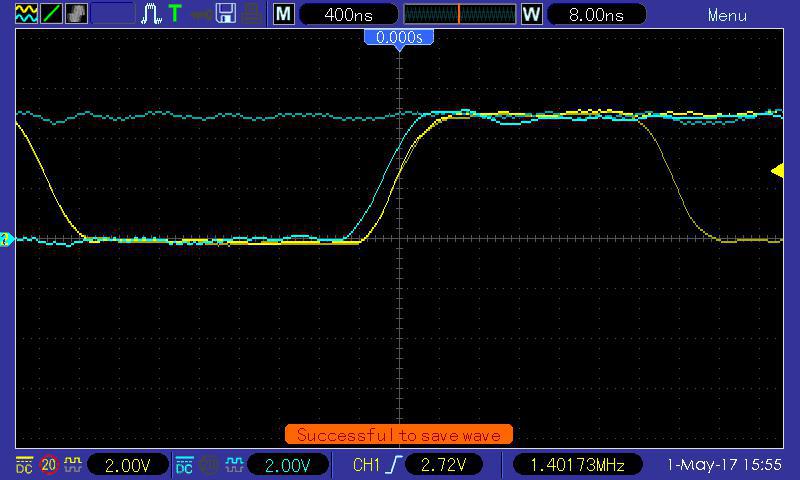 T M 400ns W 8.00ns Menu
0.000s
Successful to save wave
DC 20 2.00V DC 20 2.00V CH1 2.72V 1.40173MHz 1-May-17 15:55